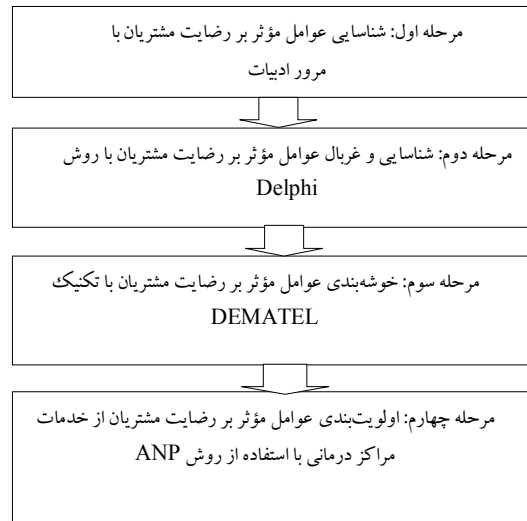 مرحله اول: شناسایی عوامل مؤثر بر رضایت مشتریان با
مرور ادبیات
مرحله دوم: شناسایی و غربال عوامل مؤثر بر رضایت مشتریان با روش
Delphi
مرحله سوم: خوشه‌بندی عوامل مؤثر بر رضایت مشتریان با تکنیک
DEMATEL
مرحله چهارم: اولویت‌بندی عوامل مؤثر بر رضایت مشتریان از خدمات
مراکز درمانی با استفاده از روش ANP